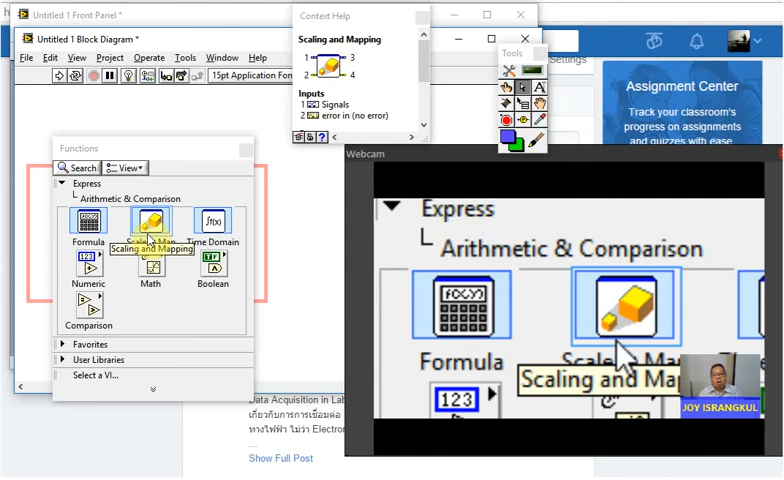 Untitled 1 Front Panel *
Context Help
Untitled 1 Block Diagram *
Scaling and Mapping
Tools
File Edit View Project Operate Tools Window Help
15pt Application Fon
1 3
2 4
Settings
Inputs
1 Signals
2 error in (no error)
Assignment
Center
Track your classroom's
progress on assignments
and quizzes with ease
Functions
Search View
Express
Arithmetic & Comparison
Formula Time Domain
Scaling and Mapping
Numeric Math Boolean
Comparison
Favorites
User Libraries
Select a VI...
Webcam
Express
Arithmetic & Comparison
f(x,y)
Formula
Scaling and Map
123
JOY ISRANGKUL
Data Acquisition in Lab
เกี่ยวกับการการเชื่อมต่อ
ทางไฟฟ้า ไม่ว่า Electron
...
Show Full Post